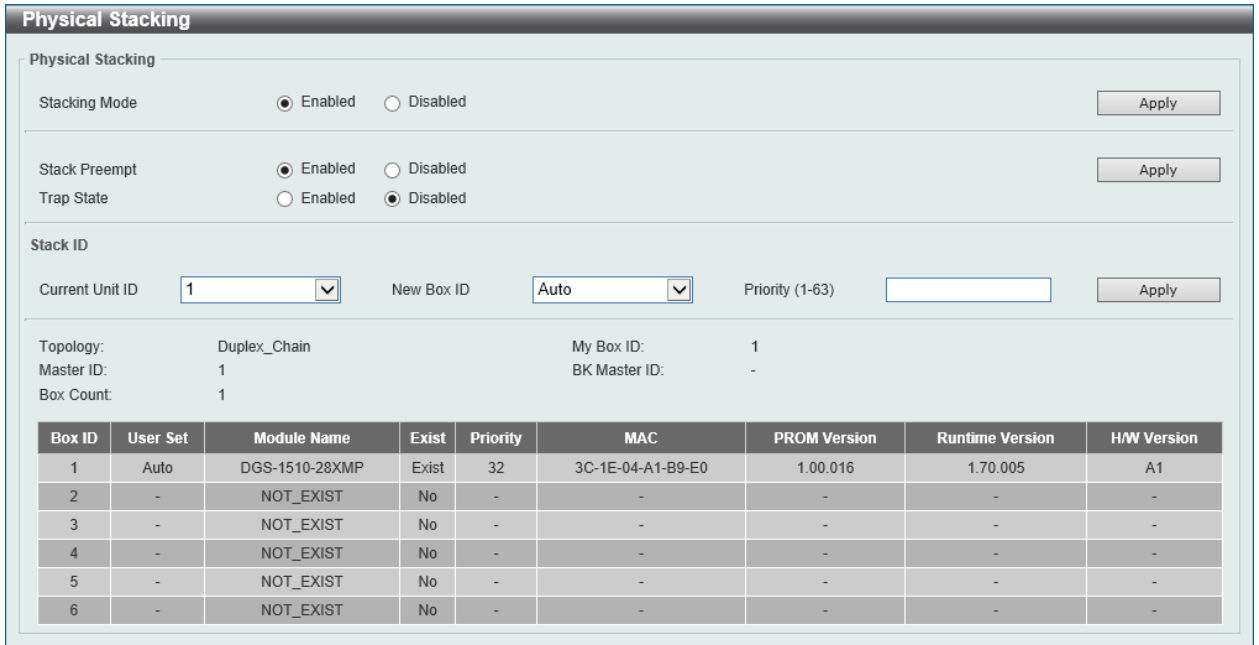 Physical Stacking
Physical Stacking
Stacking Mode Enabled Disabled Apply
Stack Preempt Enabled Disabled Apply
Trap State Enabled Disabled
Stack ID
Current Unit ID 1 New Box ID Auto Priority (1-63) Apply
Topology: Duplex_Chain My Box ID: 1
Master ID: 1 BK Master ID: -
Box Count: 1
Box ID User Set Module Name Exist Priority MAC PROM Version Runtime Version H/W Version
1 Auto DGS-1510-28XMP Exist 32 3C-1E-04-A1-B9-E0 1.00.016 1.70.005 A1
2 - NOT_EXIST No - - - - -
3 - NOT_EXIST No - - - - -
4 - NOT_EXIST No - - - - -
5 - NOT_EXIST No - - - - -
6 - NOT_EXIST No - - - - -